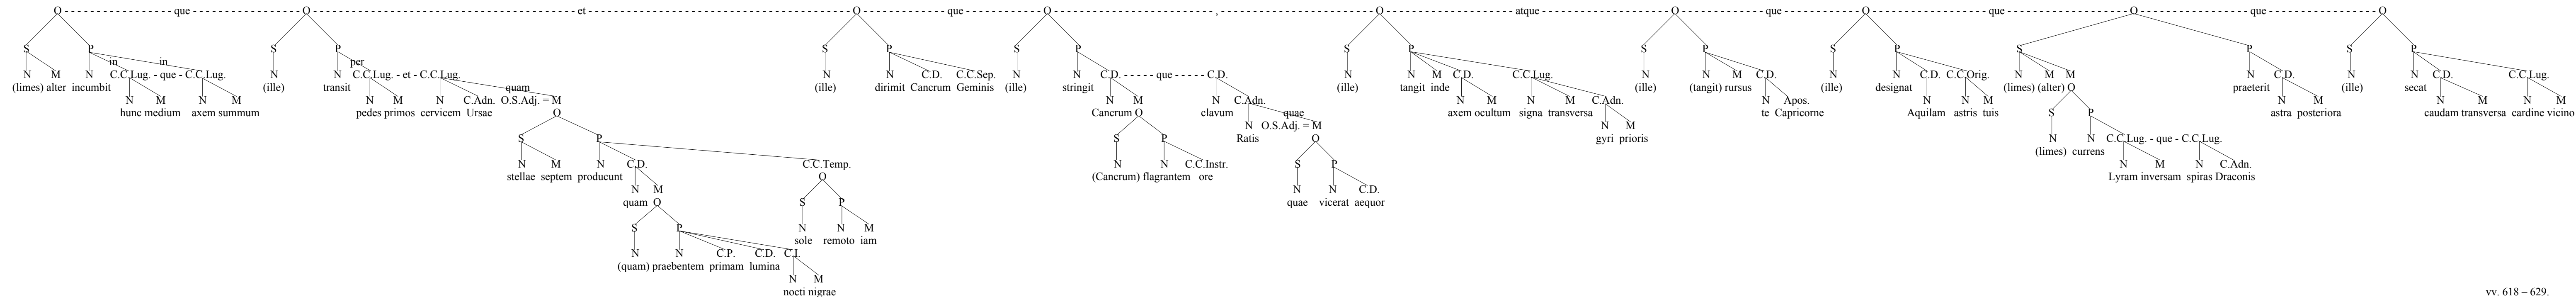 O que O et O que O , O atque O que O que O que O
S P S P S P S P S P S P S P S P S P
in in per
N M N C.C.Lug. - que - C.C.Lug. N N C.C.Lug. - et - C.C.Lug. N N C.D. C.C.Sep. N N C.D. que C.D. N N M C.D. C.C.Lug. N N M C.D. N N C.D. C.C.Orig. N M M N C.D. N N C.D. C.C.Lug.
(limes) alter incumbit (ille) transit quam (ille) dirimit Cancrum Geminis (ille) stringit (ille) tangit inde (ille) (tangit) rursus (ille) designat (limes) (alter) O praeterit (ille) secat
N M N M N M N C.Adn. O.S.Adj. = M N M N C.Adn. N M N M C.Adn. N Apos. N N M N M N M N M
hunc medium axem summum pedes primos cervicem Ursae O Cancrum O clavum quae axem ocultum signa transversa te Capricorne Aquilam astris tuis S P astra posteriora caudam transversa cardine vicino
N O.S.Adj. = M N M
S P S P Ratis O gyri prioris N N C.C.Lug. - que - C.C.Lug.
(limes) currens
N M N C.D. C.C.Temp. N N C.C.Instr. S P N M N C.Adn.
stellae septem producunt O (Cancrum) flagrantem ore Lyram inversam spiras Draconis
N M N N C.D.
quam O S P quae vicerat aequor
S P N N M
sole remoto iam
N N C.P. C.D. C.I.
(quam) praebentem primam lumina
N M
nocti nigrae
vv. 618 – 629.